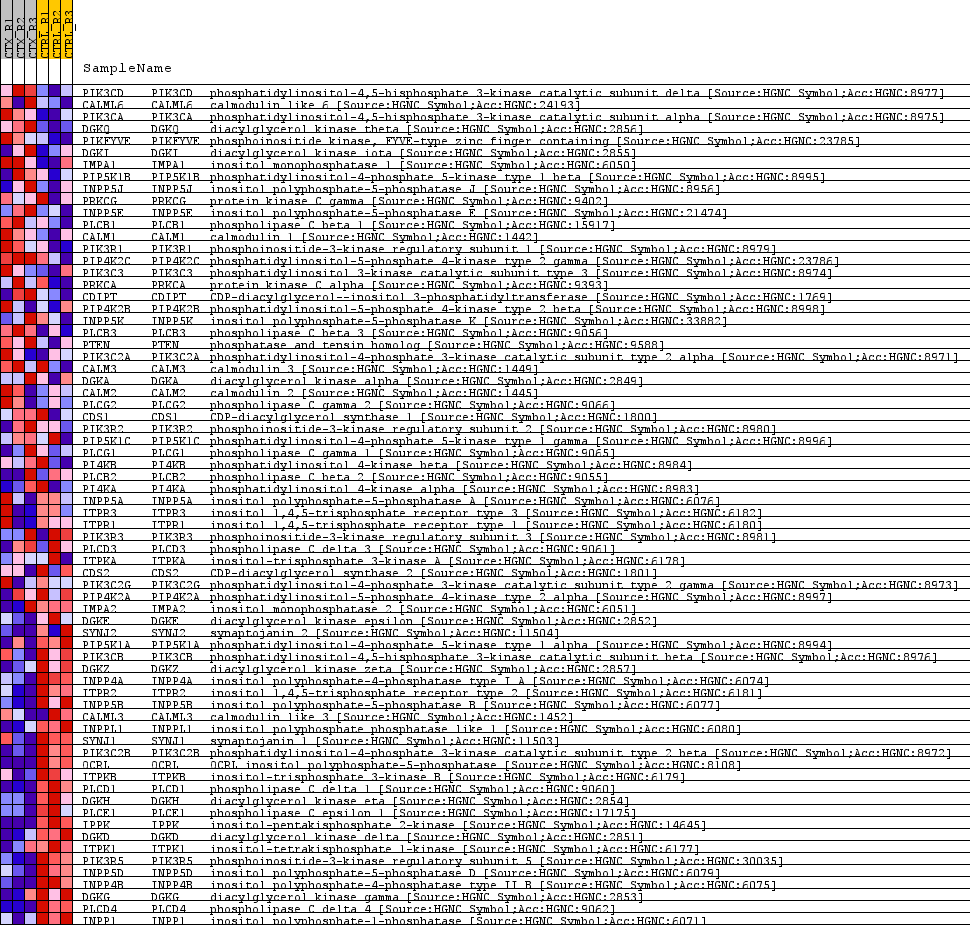 CTX_R1 CTX_R2 CTX_R3 CTRL_R1 CTRL_R2 CTRL_R3
SampleName
PIK3CD PIK3CD phosphatidylinositol-4,5-bisphosphate 3-kinase catalytic subunit delta [Source:HGNC Symbol;Acc:HGNC:8977]
CALML6 CALML6 calmodulin like 6 [Source:HGNC Symbol;Acc:HGNC:24193]
PIK3CA PIK3CA phosphatidylinositol-4,5-bisphosphate 3-kinase catalytic subunit alpha [Source:HGNC Symbol;Acc:HGNC:8975]
DGKQ DGKQ diacylglycerol kinase theta [Source:HGNC Symbol;Acc:HGNC:2856]
PIKFYVE PIKFYVE phosphoinositide kinase, FYVE-type zinc finger containing [Source:HGNC Symbol;Acc:HGNC:23785]
DGKI DGKI diacylglycerol kinase iota [Source:HGNC Symbol;Acc:HGNC:2855]
IMPA1 IMPA1 inositol monophosphatase 1 [Source:HGNC Symbol;Acc:HGNC:6050]
PIP5K1B PIP5K1B phosphatidylinositol-4-phosphate 5-kinase type 1 beta [Source:HGNC Symbol;Acc:HGNC:8995]
INPP5J INPP5J inositol polyphosphate-5-phosphatase J [Source:HGNC Symbol;Acc:HGNC:8956]
PRKCG PRKCG protein kinase C gamma [Source:HGNC Symbol;Acc:HGNC:9402]
INPP5E INPP5E inositol polyphosphate-5-phosphatase E [Source:HGNC Symbol;Acc:HGNC:21474]
PLCB1 PLCB1 phospholipase C beta 1 [Source:HGNC Symbol;Acc:HGNC:15917]
CALM1 CALM1 calmodulin 1 [Source:HGNC Symbol;Acc:HGNC:1442]
PIK3R1 PIK3R1 phosphoinositide-3-kinase regulatory subunit 1 [Source:HGNC Symbol;Acc:HGNC:8979]
PIP4K2C PIP4K2C phosphatidylinositol-5-phosphate 4-kinase type 2 gamma [Source:HGNC Symbol;Acc:HGNC:23786]
PIK3C3 PIK3C3 phosphatidylinositol 3-kinase catalytic subunit type 3 [Source:HGNC Symbol;Acc:HGNC:8974]
PRKCA PRKCA protein kinase C alpha [Source:HGNC Symbol;Acc:HGNC:9393]
CDIPT CDIPT CDP-diacylglycerol--inositol 3-phosphatidyltransferase [Source:HGNC Symbol;Acc:HGNC:1769]
PIP4K2B PIP4K2B phosphatidylinositol-5-phosphate 4-kinase type 2 beta [Source:HGNC Symbol;Acc:HGNC:8998]
INPP5K INPP5K inositol polyphosphate-5-phosphatase K [Source:HGNC Symbol;Acc:HGNC:33882]
PLCB3 PLCB3 phospholipase C beta 3 [Source:HGNC Symbol;Acc:HGNC:9056]
PTEN PTEN phosphatase and tensin homolog [Source:HGNC Symbol;Acc:HGNC:9588]
PIK3C2A PIK3C2A phosphatidylinositol-4-phosphate 3-kinase catalytic subunit type 2 alpha [Source:HGNC Symbol;Acc:HGNC:8971]
CALM3 CALM3 calmodulin 3 [Source:HGNC Symbol;Acc:HGNC:1449]
DGKA DGKA diacylglycerol kinase alpha [Source:HGNC Symbol;Acc:HGNC:2849]
CALM2 CALM2 calmodulin 2 [Source:HGNC Symbol;Acc:HGNC:1445]
PLCG2 PLCG2 phospholipase C gamma 2 [Source:HGNC Symbol;Acc:HGNC:9066]
CDS1 CDS1 CDP-diacylglycerol synthase 1 [Source:HGNC Symbol;Acc:HGNC:1800]
PIK3R2 PIK3R2 phosphoinositide-3-kinase regulatory subunit 2 [Source:HGNC Symbol;Acc:HGNC:8980]
PIP5K1C PIP5K1C phosphatidylinositol-4-phosphate 5-kinase type 1 gamma [Source:HGNC Symbol;Acc:HGNC:8996]
PLCG1 PLCG1 phospholipase C gamma 1 [Source:HGNC Symbol;Acc:HGNC:9065]
PI4KB PI4KB phosphatidylinositol 4-kinase beta [Source:HGNC Symbol;Acc:HGNC:8984]
PLCB2 PLCB2 phospholipase C beta 2 [Source:HGNC Symbol;Acc:HGNC:9055]
PI4KA PI4KA phosphatidylinositol 4-kinase alpha [Source:HGNC Symbol;Acc:HGNC:8983]
INPP5A INPP5A inositol polyphosphate-5-phosphatase A [Source:HGNC Symbol;Acc:HGNC:6076]
ITPR3 ITPR3 inositol 1,4,5-trisphosphate receptor type 3 [Source:HGNC Symbol;Acc:HGNC:6182]
ITPR1 ITPR1 inositol 1,4,5-trisphosphate receptor type 1 [Source:HGNC Symbol;Acc:HGNC:6180]
PIK3R3 PIK3R3 phosphoinositide-3-kinase regulatory subunit 3 [Source:HGNC Symbol;Acc:HGNC:8981]
PLCD3 PLCD3 phospholipase C delta 3 [Source:HGNC Symbol;Acc:HGNC:9061]
ITPKA ITPKA inositol-trisphosphate 3-kinase A [Source:HGNC Symbol;Acc:HGNC:6178]
CDS2 CDS2 CDP-diacylglycerol synthase 2 [Source:HGNC Symbol;Acc:HGNC:1801]
PIK3C2G PIK3C2G phosphatidylinositol-4-phosphate 3-kinase catalytic subunit type 2 gamma [Source:HGNC Symbol;Acc:HGNC:8973]
PIP4K2A PIP4K2A phosphatidylinositol-5-phosphate 4-kinase type 2 alpha [Source:HGNC Symbol;Acc:HGNC:8997]
IMPA2 IMPA2 inositol monophosphatase 2 [Source:HGNC Symbol;Acc:HGNC:6051]
DGKE DGKE diacylglycerol kinase epsilon [Source:HGNC Symbol;Acc:HGNC:2852]
SYNJ2 SYNJ2 synaptojanin 2 [Source:HGNC Symbol;Acc:HGNC:11504]
PIP5K1A PIP5K1A phosphatidylinositol-4-phosphate 5-kinase type 1 alpha [Source:HGNC Symbol;Acc:HGNC:8994]
PIK3CB PIK3CB phosphatidylinositol-4,5-bisphosphate 3-kinase catalytic subunit beta [Source:HGNC Symbol;Acc:HGNC:8976]
DGKZ DGKZ diacylglycerol kinase zeta [Source:HGNC Symbol;Acc:HGNC:2857]
INPP4A INPP4A inositol polyphosphate-4-phosphatase type I A [Source:HGNC Symbol;Acc:HGNC:6074]
ITPR2 ITPR2 inositol 1,4,5-trisphosphate receptor type 2 [Source:HGNC Symbol;Acc:HGNC:6181]
INPP5B INPP5B inositol polyphosphate-5-phosphatase B [Source:HGNC Symbol;Acc:HGNC:6077]
CALML3 CALML3 calmodulin like 3 [Source:HGNC Symbol;Acc:HGNC:1452]
INPPL1 INPPL1 inositol polyphosphate phosphatase like 1 [Source:HGNC Symbol;Acc:HGNC:6080]
SYNJ1 SYNJ1 synaptojanin 1 [Source:HGNC Symbol;Acc:HGNC:11503]
PIK3C2B PIK3C2B phosphatidylinositol-4-phosphate 3-kinase catalytic subunit type 2 beta [Source:HGNC Symbol;Acc:HGNC:8972]
OCRL OCRL OCRL inositol polyphosphate-5-phosphatase [Source:HGNC Symbol;Acc:HGNC:8108]
ITPKB ITPKB inositol-trisphosphate 3-kinase B [Source:HGNC Symbol;Acc:HGNC:6179]
PLCD1 PLCD1 phospholipase C delta 1 [Source:HGNC Symbol;Acc:HGNC:9060]
DGKH DGKH diacylglycerol kinase eta [Source:HGNC Symbol;Acc:HGNC:2854]
PLCE1 PLCE1 phospholipase C epsilon 1 [Source:HGNC Symbol;Acc:HGNC:17175]
IPPK IPPK inositol-pentakisphosphate 2-kinase [Source:HGNC Symbol;Acc:HGNC:14645]
DGKD DGKD diacylglycerol kinase delta [Source:HGNC Symbol;Acc:HGNC:2851]
ITPK1 ITPK1 inositol-tetrakisphosphate 1-kinase [Source:HGNC Symbol;Acc:HGNC:6177]
PIK3R5 PIK3R5 phosphoinositide-3-kinase regulatory subunit 5 [Source:HGNC Symbol;Acc:HGNC:30035]
INPP5D INPP5D inositol polyphosphate-5-phosphatase D [Source:HGNC Symbol;Acc:HGNC:6079]
INPP4B INPP4B inositol polyphosphate-4-phosphatase type II B [Source:HGNC Symbol;Acc:HGNC:6075]
DGKG DGKG diacylglycerol kinase gamma [Source:HGNC Symbol;Acc:HGNC:2853]
PLCD4 PLCD4 phospholipase C delta 4 [Source:HGNC Symbol;Acc:HGNC:9062]
INPP1 INPP1 inositol polyphosphate-1-phosphatase [Source:HGNC Symbol;Acc:HGNC:6071]